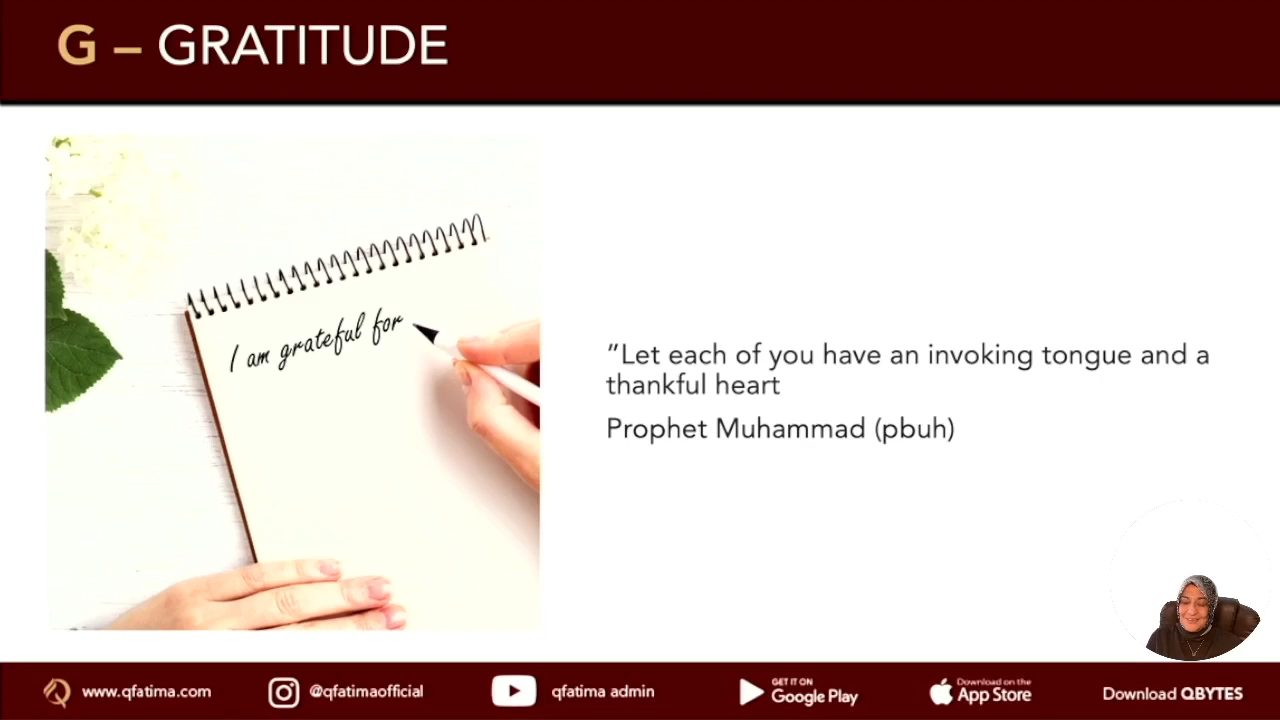 G – GRATITUDE
I am grateful for
”Let each of you have an invoking tongue and a
thankful heart
Prophet Muhammad (pbuh)
www.qfatima.com
@qfatimaofficial
qfatima admin
GET IT ON
Google Play
Download on the
App Store
Download QBYTES